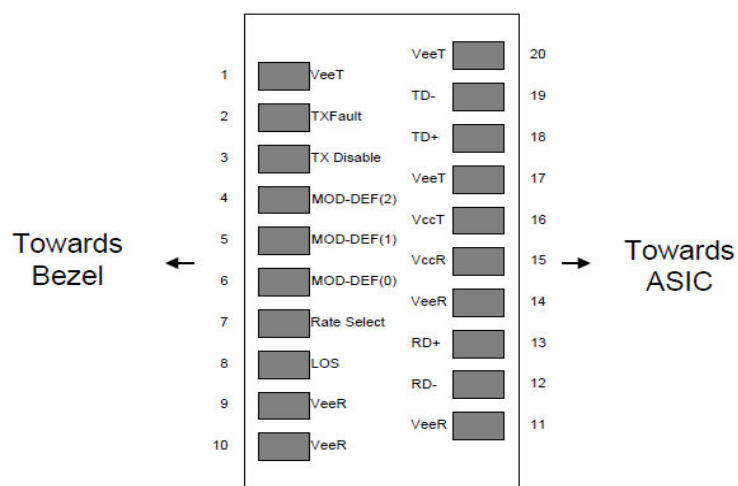 VeeT 20
1 VeeT
TD- 19
2 TXFault
TD+ 18
3 TX Disable
VeeT 17
4 MOD-DEF(2)
VccT 16
5 MOD-DEF(1)
VccR 15
6 MOD-DEF(0)
VeeR 14
7 Rate Select
RD+ 13
8 LOS
RD- 12
9 VeeR
VeeR 11
10 VeeR
Towards
Bezel
Towards
ASIC